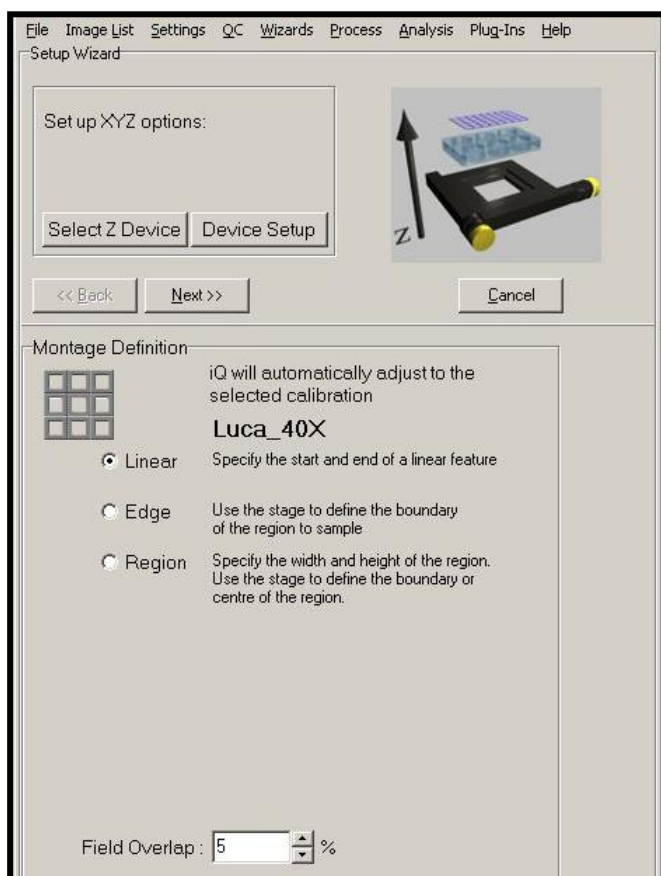 File Image List Settings QC Wizards Process Analysis Plug-Ins Help
Setup Wizard
Set up XYZ options:
Select Z Device Device Setup
Z
<< Back Next >> Cancel
Montage Definition
iQ will automatically adjust to the
selected calibration
Luca_40X
Linear Specify the start and end of a linear feature
Edge Use the stage to define the boundary
of the region to sample
Region Specify the width and height of the region.
Use the stage to define the boundary or
centre of the region.
Field Overlap : 5 %